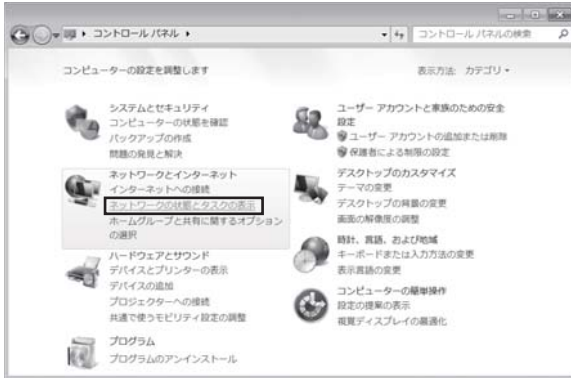 コントロール パネル
コントロール パネルの検索
コンピューターの設定を調整します
表示方法: カテゴリ
システムとセキュリティ
コンピューターの状態を確認
バックアップの作成
問題の発見と解決
ネットワークとインターネット
インターネットへの接続
ネットワークの状態とタスクの表示
ホームグループと共有に関するオプション
の選択
ハードウェアとサウンド
デバイスとプリンターの表示
デバイスの追加
プロジェクターへの接続
共通で使うモビリティ設定の調整
プログラム
プログラムのアンインストール
ユーザー アカウントと家族のための安全
設定
ユーザー アカウントの追加または削除
保護者による制限の設定
デスクトップのカスタマイズ
テーマの変更
デスクトップの背景の変更
画面の解像度の調整
時計、言語、および地域
キーボードまたは入力方法の変更
表示言語の変更
コンピューターの簡単操作
設定の提案の表示
視覚ディスプレイの最適化